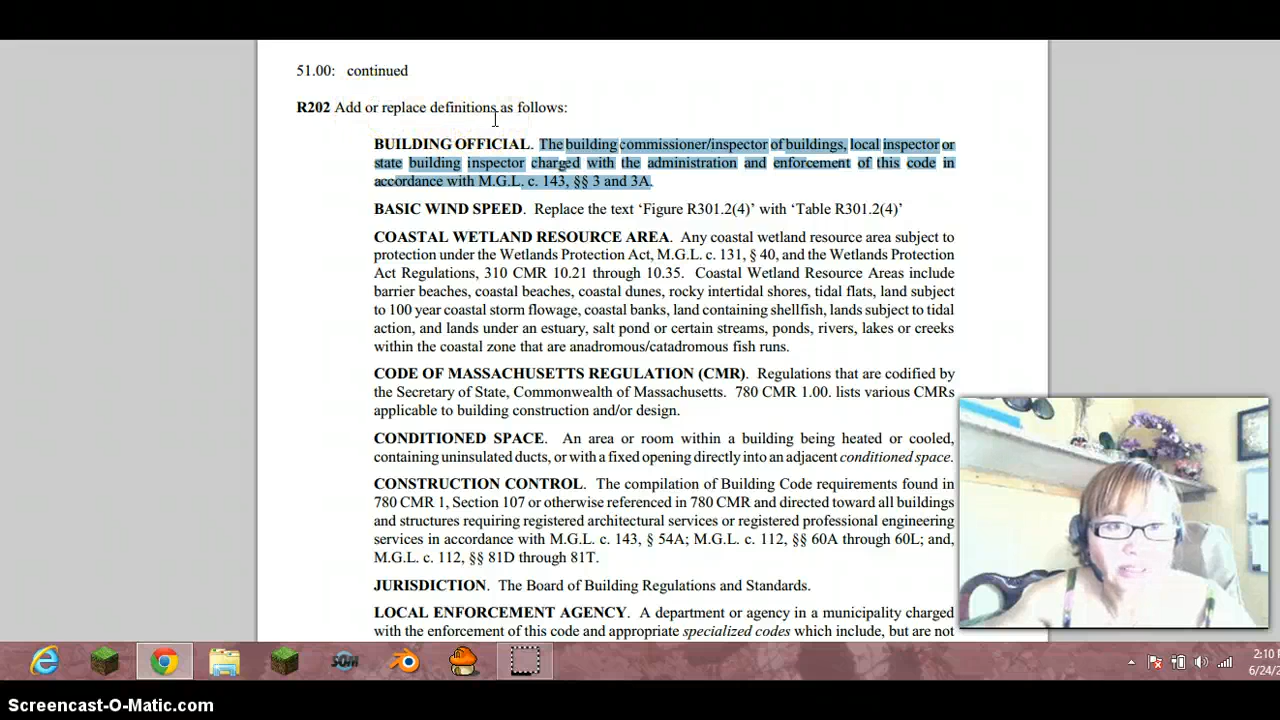 51.00: continued
R202 Add or replace definitions as follows:
BUILDING OFFICIAL. The building commissioner/inspector of buildings, local inspector or
state building inspector charged with the administration and enforcement of this code in
accordance with M.G.L. c. 143, §§ 3 and 3A.
BASIC WIND SPEED. Replace the text ‘Figure R301.2(4)’ with ‘Table R301.2(4)’
COASTAL WETLAND RESOURCE AREA. Any coastal wetland resource area subject to
protection under the Wetlands Protection Act, M.G.L. c. 131, § 40, and the Wetlands Protection
Act Regulations, 310 CMR 10.21 through 10.35. Coastal Wetland Resource Areas include
barrier beaches, coastal beaches, coastal dunes, rocky intertidal shores, tidal flats, land subject
to 100 year coastal storm flowage, coastal banks, land containing shellfish, lands subject to tidal
action, and lands under an estuary, salt pond or certain streams, ponds, rivers, lakes or creeks
within the coastal zone that are anadromous/catadromous fish runs.
CODE OF MASSACHUSETTS REGULATION (CMR). Regulations that are codified by
the Secretary of State, Commonwealth of Massachusetts. 780 CMR 1.00. lists various CMRs
applicable to building construction and/or design.
CONDITIONED SPACE. An area or room within a building being heated or cooled,
containing uninsulated ducts, or with a fixed opening directly into an adjacent conditioned space.
CONSTRUCTION CONTROL. The compilation of Building Code requirements found in
780 CMR 1, Section 107 or otherwise referenced in 780 CMR and directed toward all buildings
and structures requiring registered architectural services or registered professional engineering
services in accordance with M.G.L. c. 143, § 54A; M.G.L. c. 112, §§ 60A through 60L; and,
M.G.L. c. 112, §§ 81D through 81T.
JURISDICTION. The Board of Building Regulations and Standards.
LOCAL ENFORCEMENT AGENCY. A department or agency in a municipality charged
with the enforcement of this code and appropriate specialized codes which include, but are not
SOM
2:10
6/24/2
Screencast-O-Matic.com